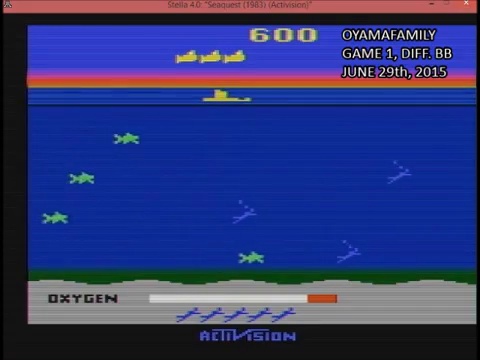 Stella 4.0: "Seaquest (1983) (Activision)"
600
OYAMAFAMILY
GAME 1, DIFF. BB
JUNE 29th, 2015
OXYGEN
ACTIVISION